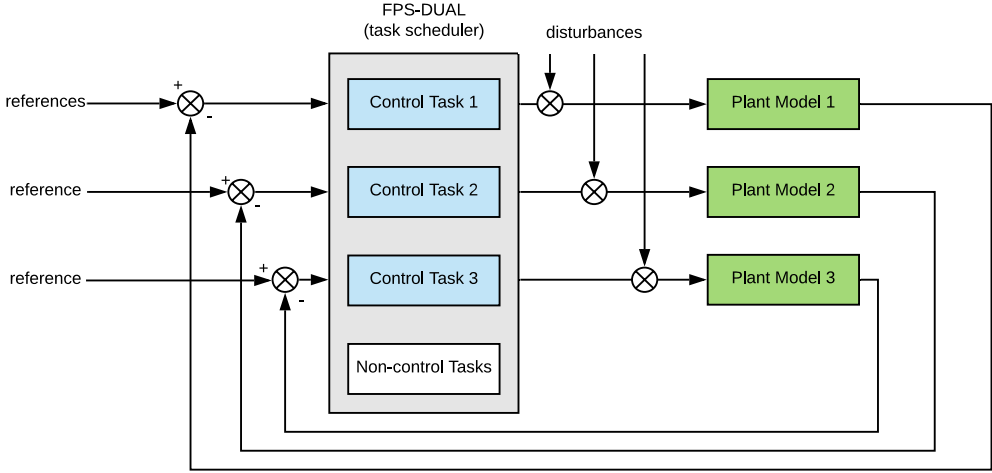 FPS-DUAL
(task scheduler)
disturbances
references
+
-
Control Task 1
Plant Model 1
reference
+
-
Control Task 2
Plant Model 2
reference
+
-
Control Task 3
Plant Model 3
Non-control Tasks